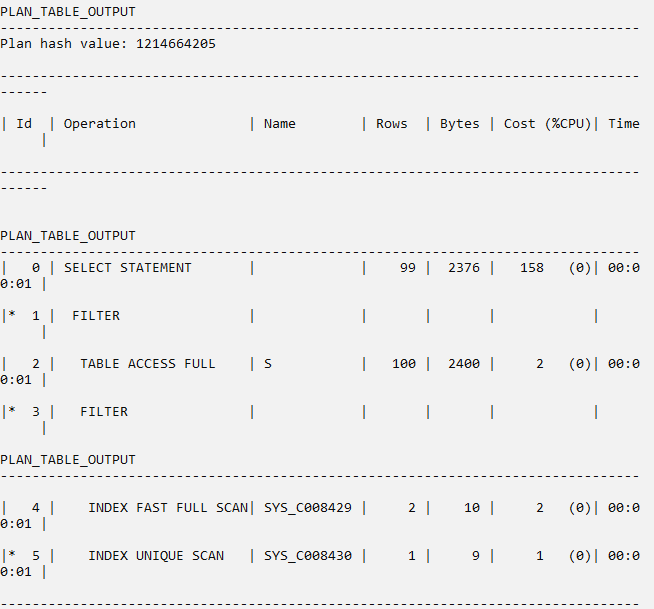 PLAN_TABLE_OUTPUT
--------------------------------------------------------------------------------
Plan hash value: 1214664205

--------------------------------------------------------------------------------
------

| Id  | Operation              | Name         | Rows  | Bytes | Cost (%CPU)| Time
     |

--------------------------------------------------------------------------------
------


PLAN_TABLE_OUTPUT
--------------------------------------------------------------------------------
|   0 | SELECT STATEMENT       |              |    99 |  2376 |   158   (0)| 00:0
0:01 |

|*  1 |  FILTER                |              |       |       |            |
     |

|   2 |   TABLE ACCESS FULL    | S            |   100 |  2400 |     2   (0)| 00:0
0:01 |

|*  3 |   FILTER               |              |       |       |            |
     |

PLAN_TABLE_OUTPUT
--------------------------------------------------------------------------------

|   4 |    INDEX FAST FULL SCAN| SYS_C008429  |     2 |    10 |     2   (0)| 00:0
0:01 |

|*  5 |    INDEX UNIQUE SCAN   | SYS_C008430  |     1 |     9 |     1   (0)| 00:0
0:01 |

--------------------------------------------------------------------------------